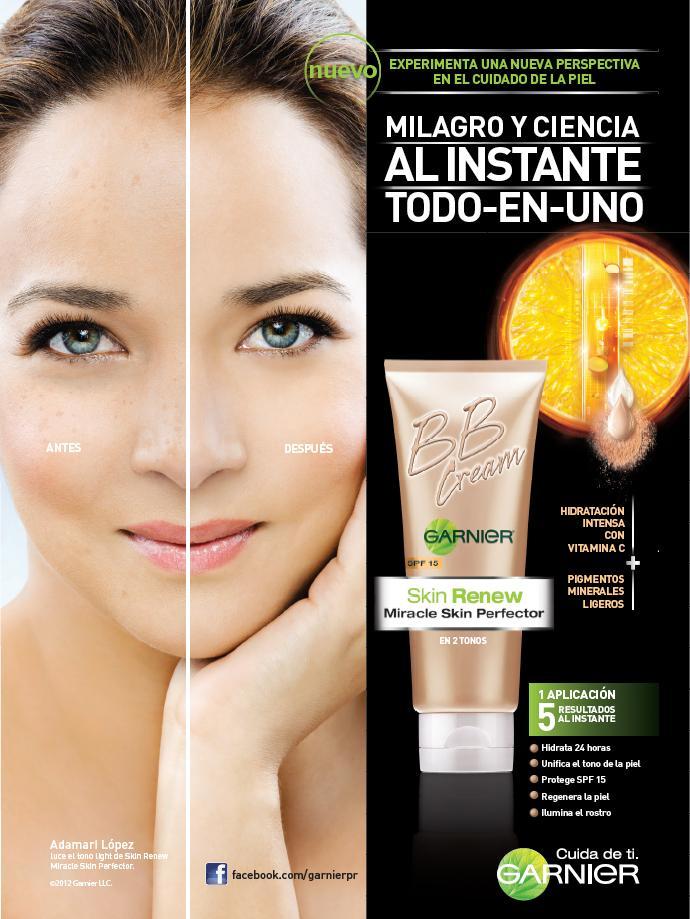 nuevo
EXPERIMENTA UNA NUEVA PERSPECTIVA
EN EL CUIDADO DE LA PIEL
MILAGRO Y CIENCIA
AL INSTANTE
TODO-EN-UNO
ANTES
DESPUÉS
BB
Cream
GARNIER
SPF 15
Skin Renew
Miracle Skin Perfector
EN 2 TONOS
HIDRATACIÓN
INTENSA
CON
VITAMINA C
+
PIGMENTOS
MINERALES
LIGEROS
1 APLICACIÓN
5 RESULTADOS
AL INSTANTE
Hidrata 24 horas
Unifica el tono de la piel
Protege SPF 15
Regenera la piel
Ilumina el rostro
Adamari López
luce el tono light de Skin Renew
Miracle Skin Perfector.
©2012 Garnier LLC.
f facebook.com/garnierpr
Cuida de ti.
GARNIER